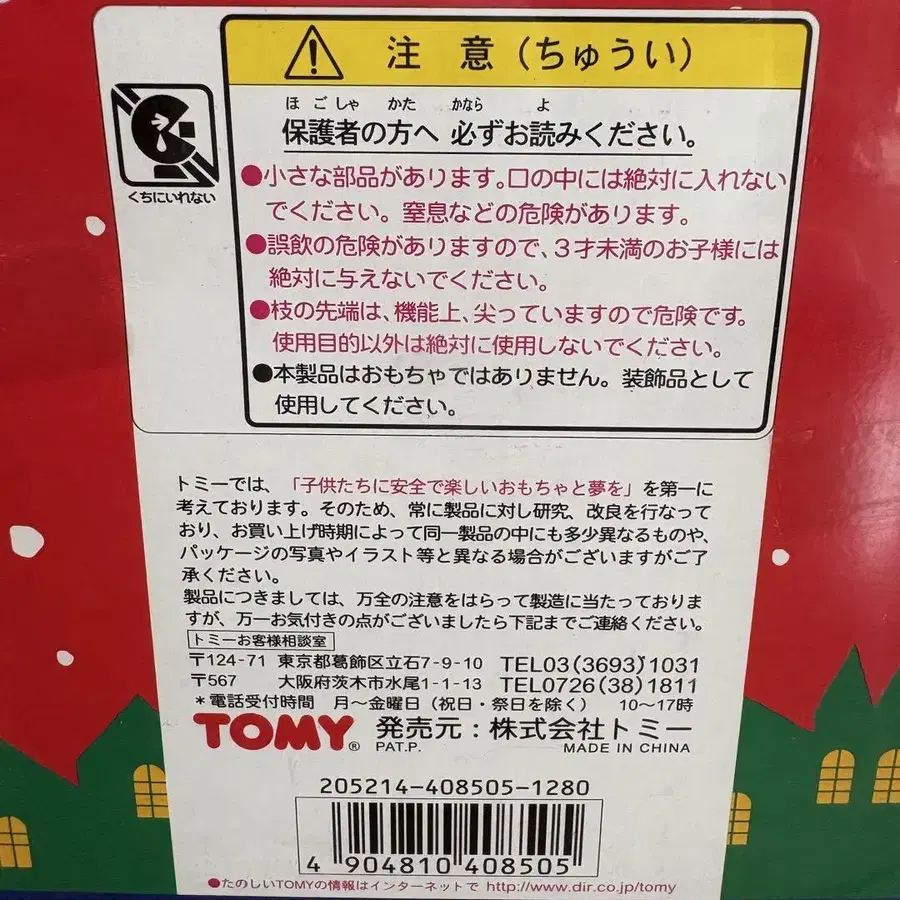 注 意（ちゅうい）
ほごしゃ かた かなら よ
保護者の方へ 必ずお読みください。
くちにいれない
●小さな部品があります。口の中には絶対に入れない
でください。窒息などの危険があります。
●誤飲の危険がありますので、3才未満のお子様には
絶対に与えないでください。
●枝の先端は、機能上、尖っていますので危険です。
使用目的以外は絶対に使用しないでください。
●本製品はおもちゃではありません。装飾品として
使用してください。
トミーでは、「子供たちに安全で楽しいおもちゃと夢を」を第一に
考えております。そのため、常に製品に対し研究、改良を行なって
おり、お買い上げ時期によって同一製品の中にも多少異なるものや、
パッケージの写真やイラスト等と異なる場合がございますがご了
承ください。
製品につきましては、万全の注意をはらって製造に当たっておりま
すが、万一お気付きの点がございましたら下記までご連絡ください。
トミーお客様相談室
〒124-71 東京都葛飾区立石7-9-10 TEL03(3693)1031
〒567 大阪府茨木市水尾1-1-13 TEL0726(38)1811
*電話受付時間 月〜金曜日（祝日・祭日を除く） 10〜17時
TOMY® 発売元：株式会社トミー
PAT.P. MADE IN CHINA
205214-408505-1280
4 904810 408505
●たのしいTOMYの情報はインターネットで http://www.dir.co.jp/tomy